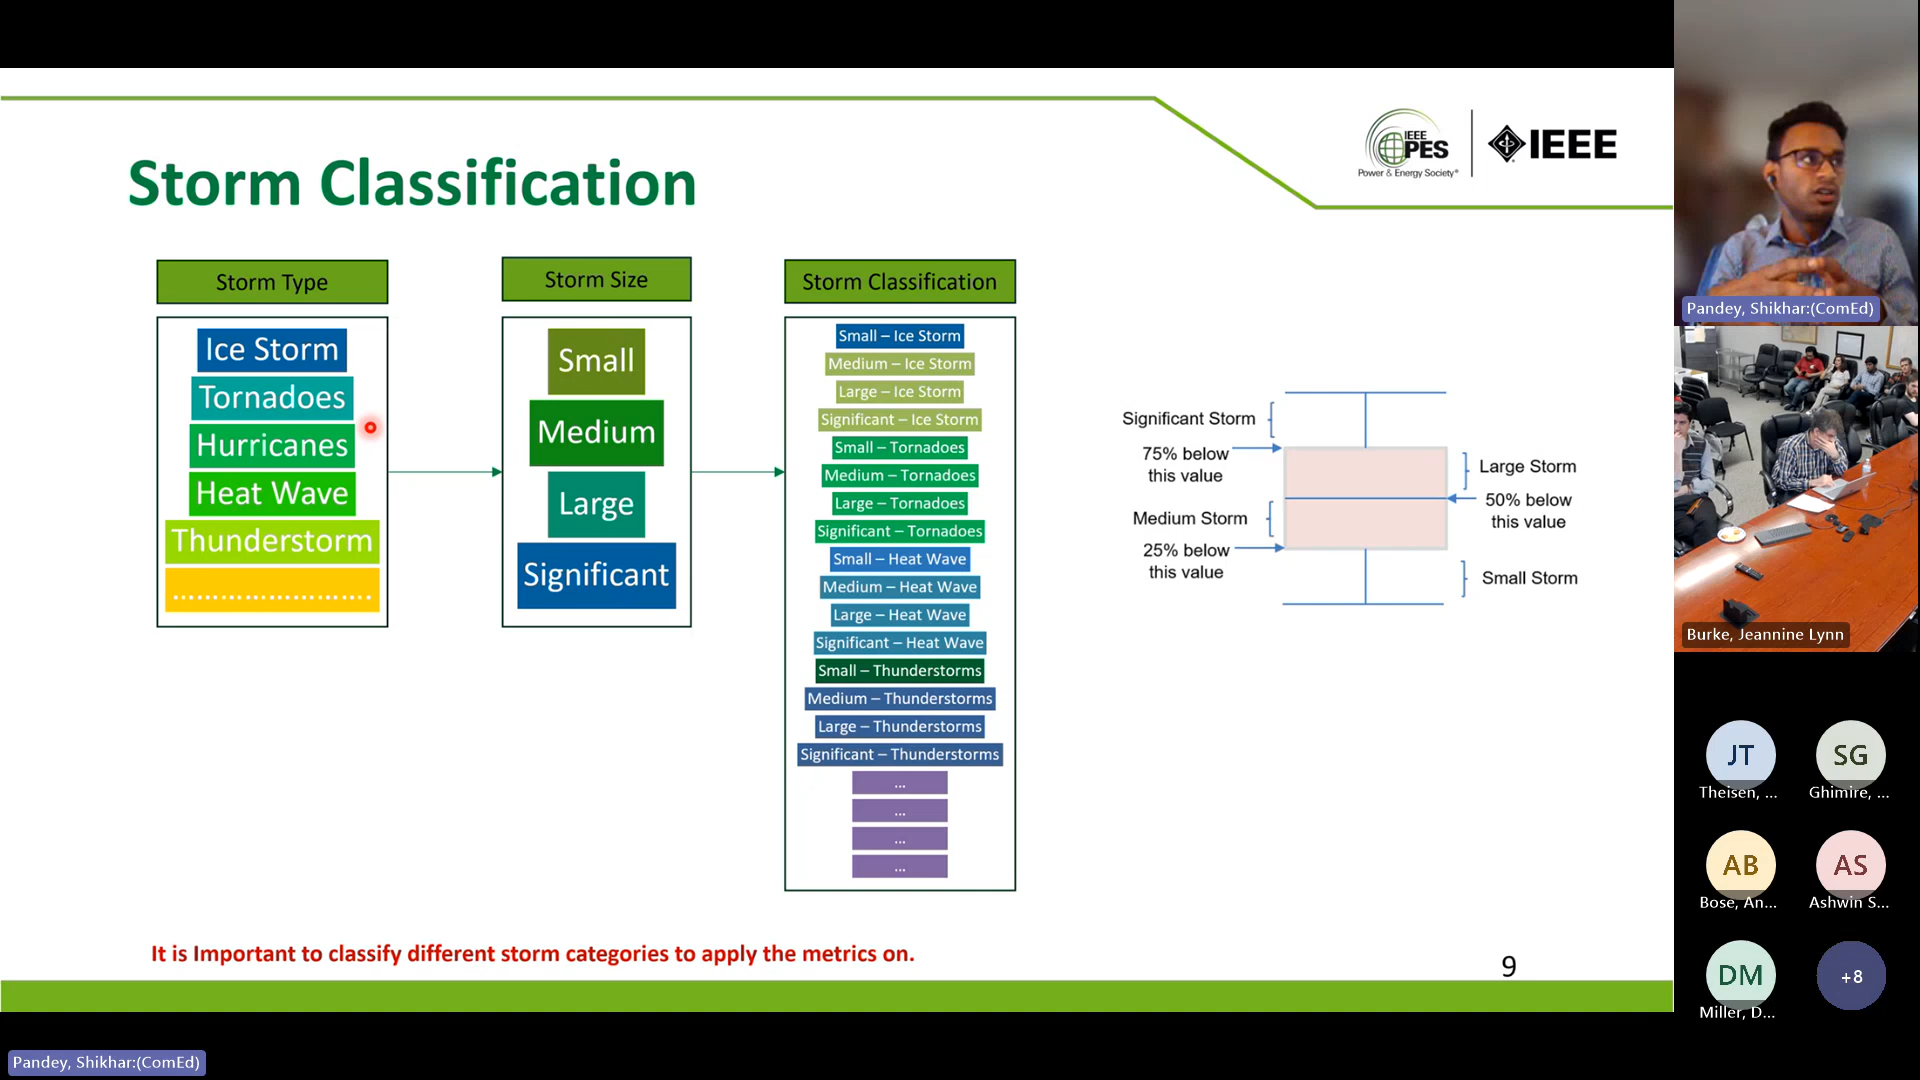 IEEE
PES
Power & Energy Society®
IEEE
Storm Classification
Storm Type
Ice Storm
Tornadoes
Hurricanes
Heat Wave
Thunderstorm
........................
Storm Size
Small
Medium
Large
Significant
Storm Classification
Small – Ice Storm
Medium – Ice Storm
Large – Ice Storm
Significant – Ice Storm
Small – Tornadoes
Medium – Tornadoes
Large – Tornadoes
Significant – Tornadoes
Small – Heat Wave
Medium – Heat Wave
Large – Heat Wave
Significant – Heat Wave
Small – Thunderstorms
Medium – Thunderstorms
Large – Thunderstorms
Significant – Thunderstorms
...
...
...
...
Significant Storm
75% below
this value
Medium Storm
25% below
this value
Large Storm
50% below
this value
Small Storm
It is Important to classify different storm categories to apply the metrics on.
9
Pandey, Shikhar:(ComEd)
Burke, Jeannine Lynn
JT
Theisen, ...
SG
Ghimire, ...
AB
Bose, An...
AS
Ashwin S...
DM
Miller, D...
+8
Pandey, Shikhar:(ComEd)